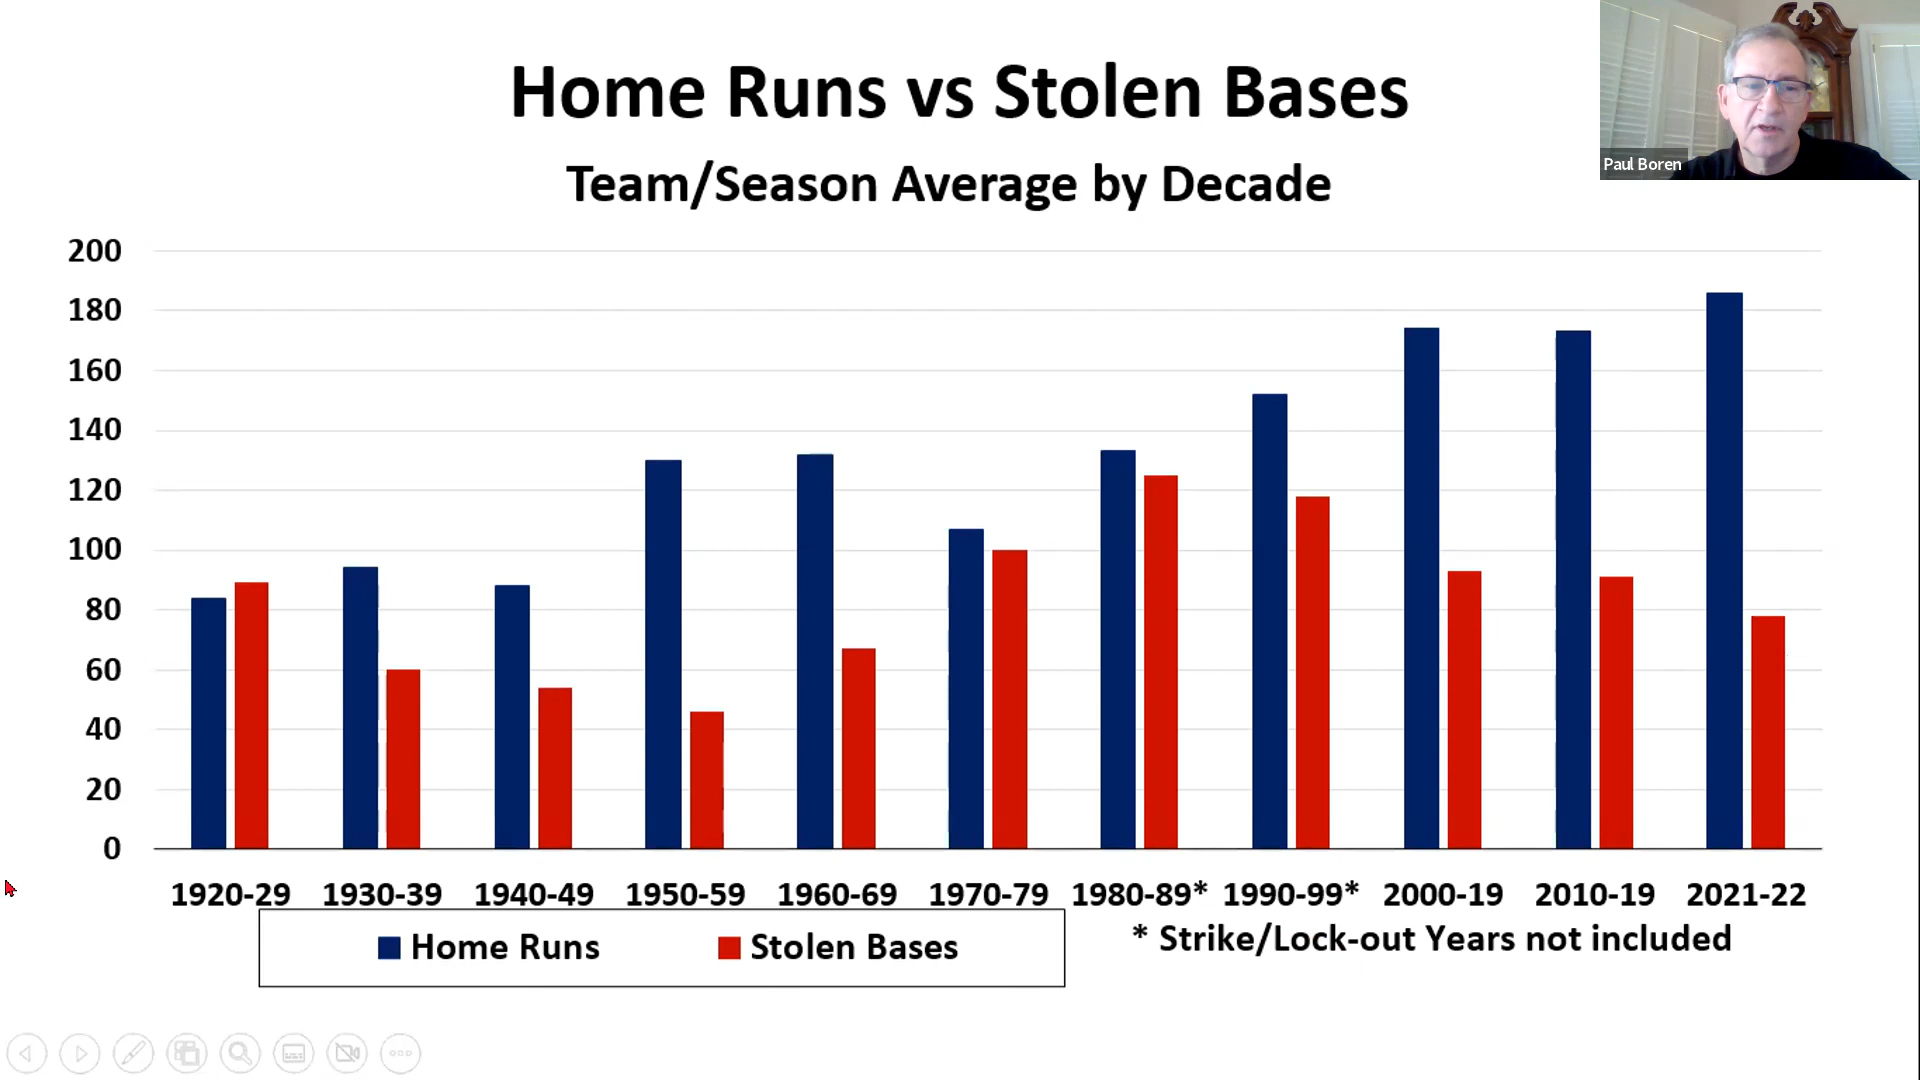 Home Runs vs Stolen Bases
Team/Season Average by Decade
Paul Boren
200
180
160
140
120
100
80
60
40
20
0
1920-29 1930-39 1940-49 1950-59 1960-69 1970-79 1980-89* 1990-99* 2000-19 2010-19 2021-22
Home Runs Stolen Bases
* Strike/Lock-out Years not included